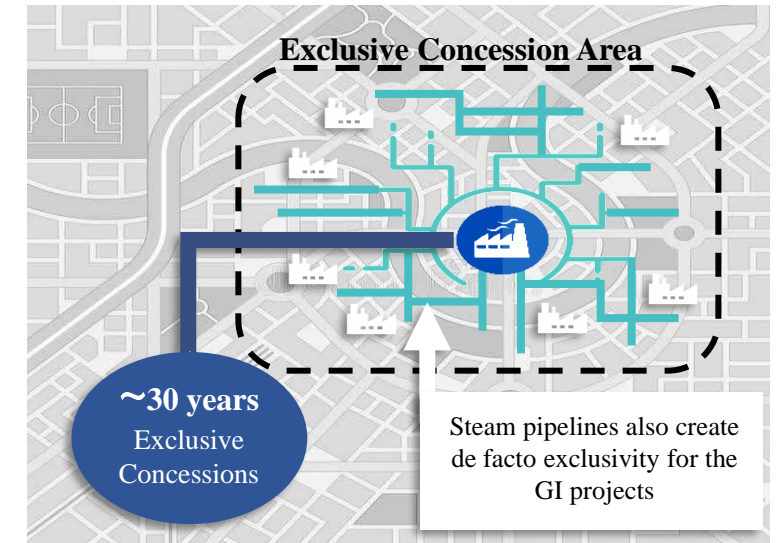 Exclusive Concession Area
~30 years
Exclusive
Concessions
Steam pipelines also create
de facto exclusivity for the
GI projects